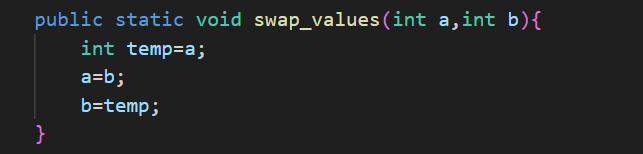 public static void swap_values(int a,int b){
    int temp=a;
    a=b;
    b=temp;
}